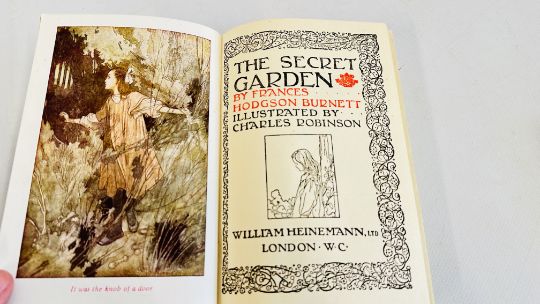 It was the knob of a door
THE SECRET
GARDEN
BY FRANCES
HODGSON BURNETT
ILLUSTRATED BY
CHARLES ROBINSON
WILLIAM HEINEMANN, LTD
LONDON · W·C·